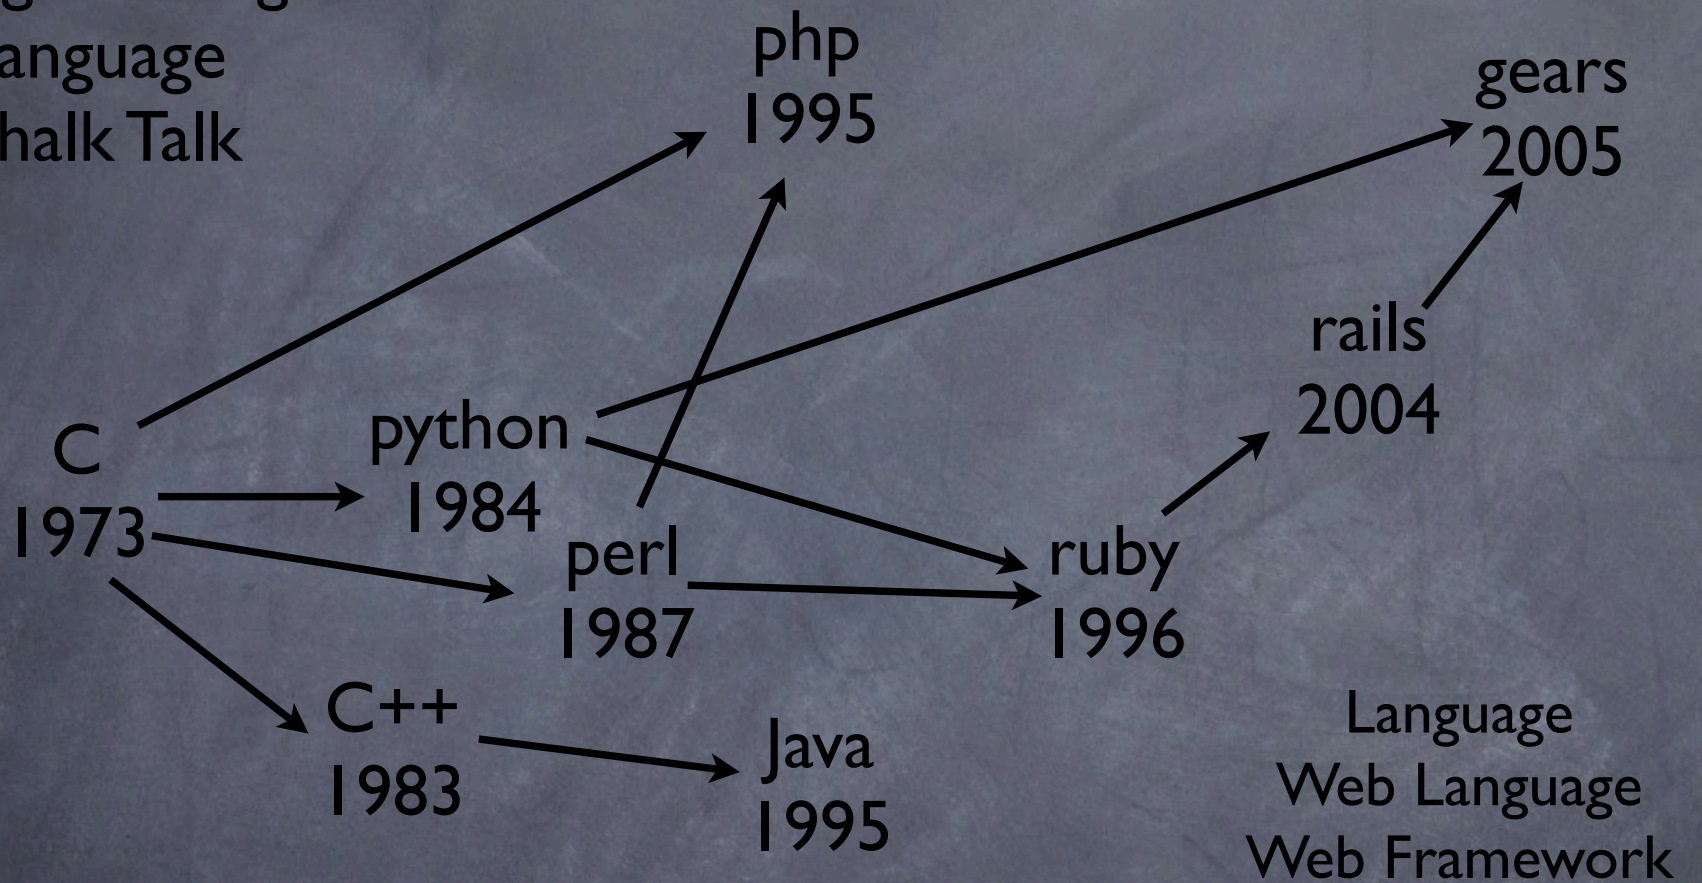 anguage
halk Talk
php
1995
gears
2005
rails
2004
C
1973
python
1984
perl
1987
ruby
1996
C++
1983
Java
1995
Language
Web Language
Web Framework